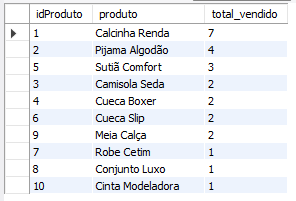 idProduto produto total_vendido
1 Calcinha Renda 7
2 Pijama Algodão 4
5 Sutiã Comfort 3
3 Camisola Seda 2
4 Cueca Boxer 2
6 Cueca Slip 2
9 Meia Calça 2
7 Robe Cetim 1
8 Conjunto Luxo 1
10 Cinta Modeladora 1